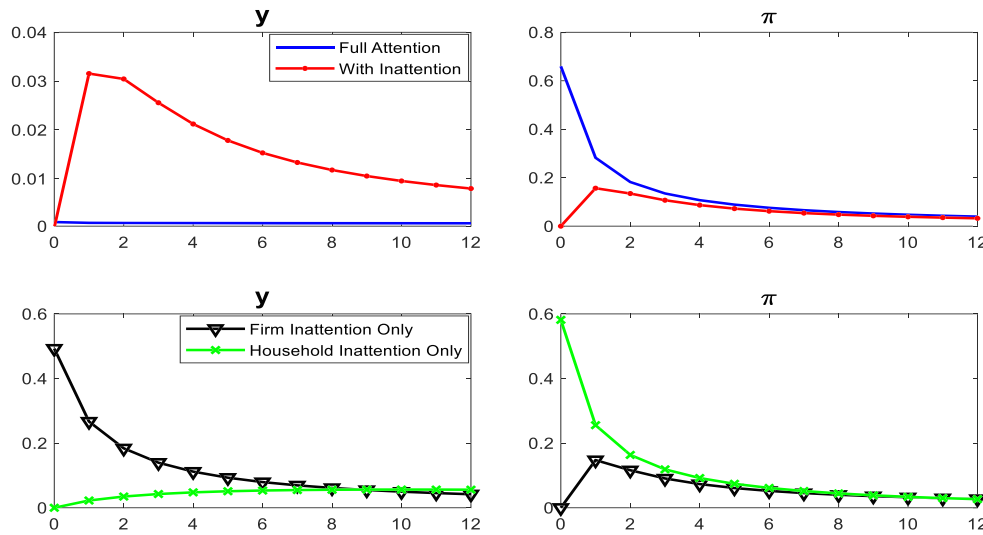 y
0.04
0.03
0.02
0.01
0
0 2 4 6 8 10 12
Full Attention
With Inattention
π
0.8
0.6
0.4
0.2
0
0 2 4 6 8 10 12
y
0.6
0.4
0.2
0
0 2 4 6 8 10 12
Firm Inattention Only
Household Inattention Only
π
0.6
0.4
0.2
0
0 2 4 6 8 10 12